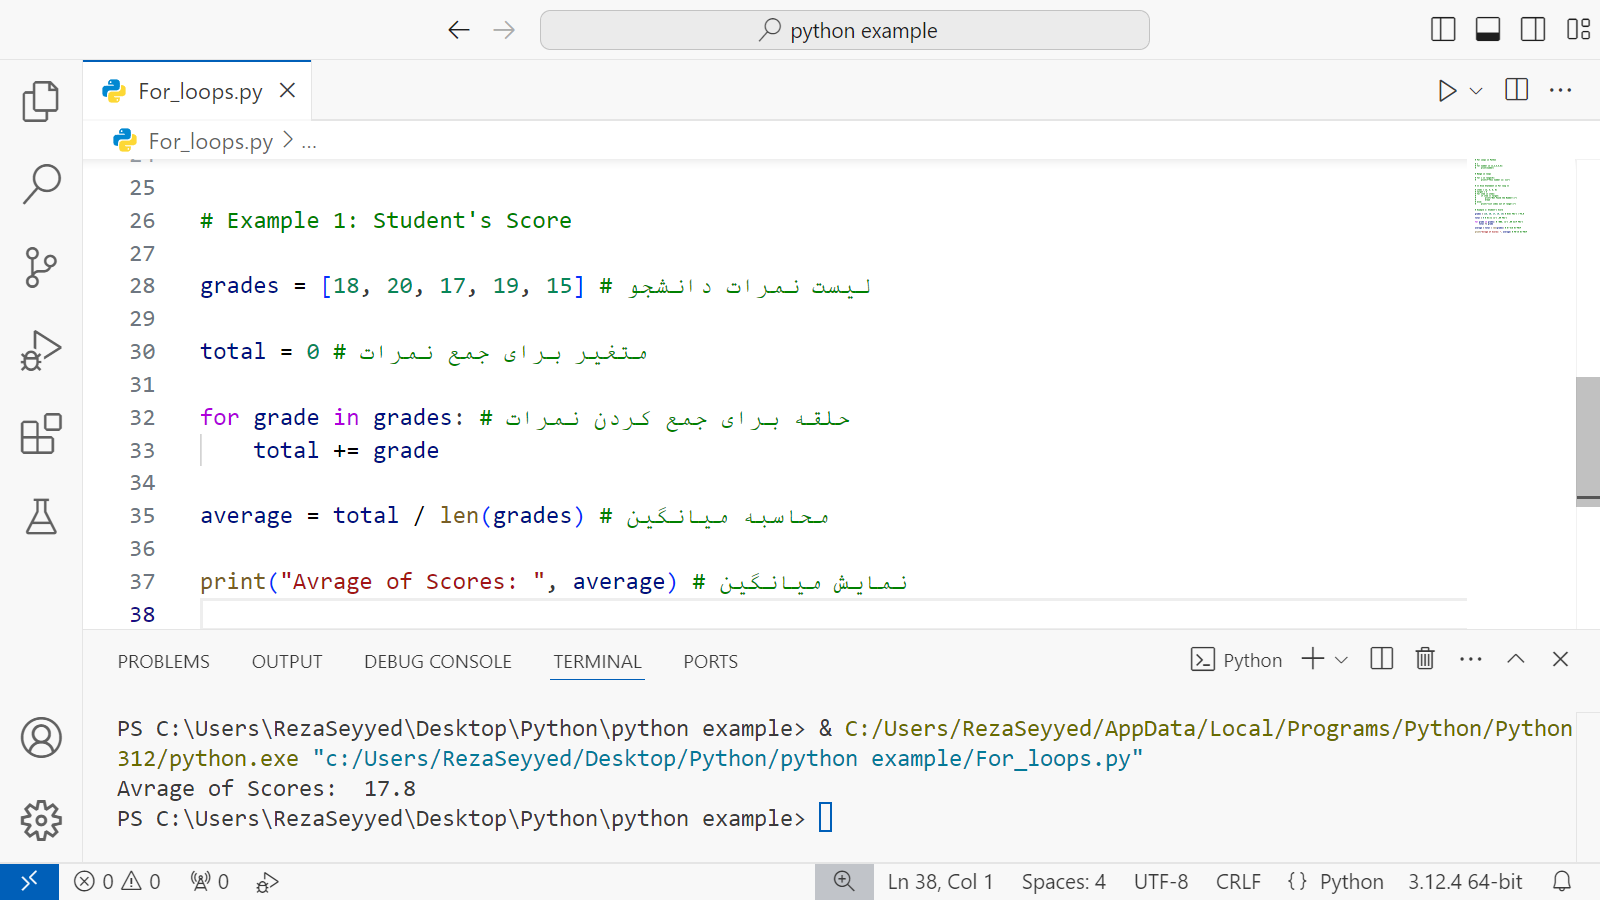 python example
For_loops.py
For_loops.py > ...
25
26 # Example 1: Student's Score
27
28 grades = [18, 20, 17, 19, 15] # لیست نمرات دانشجو
29
30 total = 0 # متغیر برای جمع نمرات
31
32 for grade in grades: # حلقه برای جمع کردن نمرات
33 total += grade
34
35 average = total / len(grades) # محاسبه میانگین
36
37 print("Avrage of Scores: ", average) # نمایش میانگین
38
PROBLEMS OUTPUT DEBUG CONSOLE TERMINAL PORTS Python
PS C:\Users\RezaSeyyed\Desktop\Python\python example> & C:/Users/RezaSeyyed/AppData/Local/Programs/Python/Python
312/python.exe "c:/Users/RezaSeyyed/Desktop/Python/python example/For_loops.py"
Avrage of Scores:  17.8
PS C:\Users\RezaSeyyed\Desktop\Python\python example>
0 0 0 Ln 38, Col 1 Spaces: 4 UTF-8 CRLF {} Python 3.12.4 64-bit